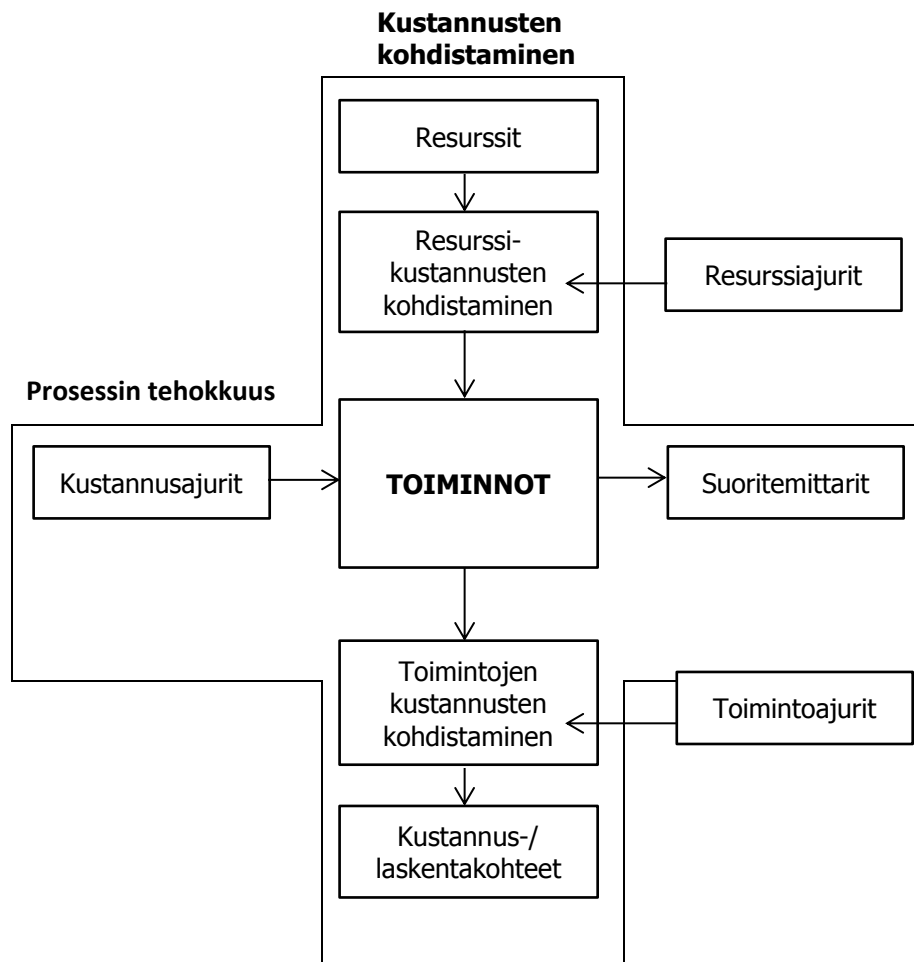 Kustannusten
kohdistaminen
Resurssit
Resurssi-
kustannusten
kohdistaminen
Resurssiajurit
Prosessin tehokkuus
Kustannusajurit
TOIMINNOT
Suoritemittarit
Toimintojen
kustannusten
kohdistaminen
Toimintoajurit
Kustannus-/
laskentakohteet